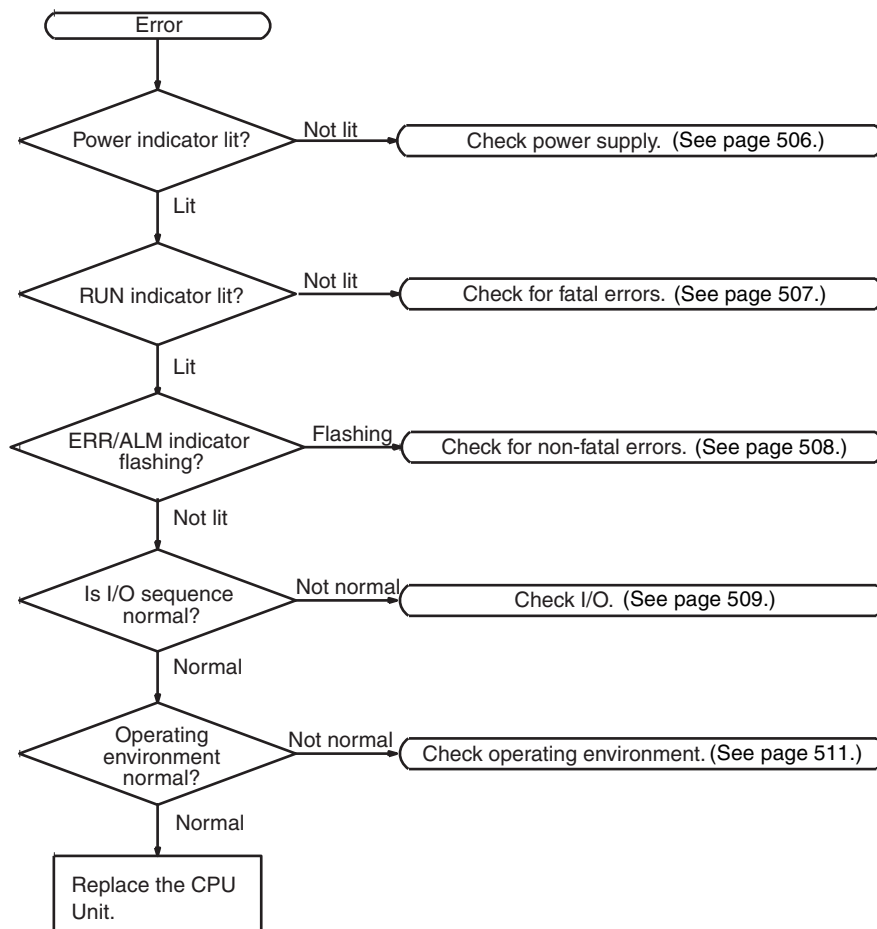 Error
Power indicator lit?
Not lit
Check power supply. (See page 506.)
Lit
RUN indicator lit?
Not lit
Check for fatal errors. (See page 507.)
Lit
ERR/ALM indicator
flashing?
Flashing
Check for non-fatal errors. (See page 508.)
Not lit
Is I/O sequence
normal?
Not normal
Check I/O. (See page 509.)
Normal
Operating
environment
normal?
Not normal
Check operating environment. (See page 511.)
Normal
Replace the CPU
Unit.